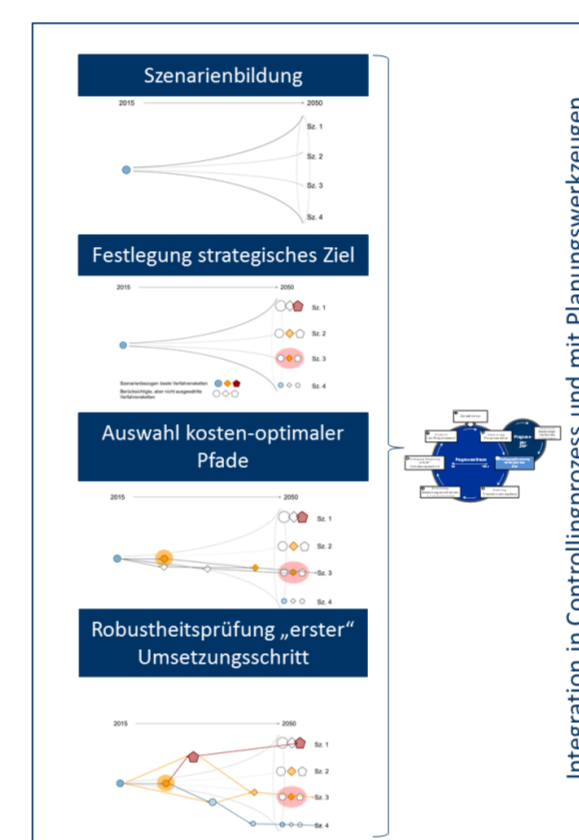 Szenarienbildung
2015
2050
Sz. 1
Sz. 2
Sz. 3
Sz. 4
Festlegung strategisches Ziel
2015
2050
Sz. 1
Sz. 2
Sz. 3
Sz. 4
Szenarienbezogen beste Verfahrensketten
Berücksichtigte, aber nicht ausgewählte
Verfahrensketten
Auswahl kosten-optimaler
Pfade
2015
2050
Sz. 1
Sz. 2
Sz. 3
Sz. 4
Robustheitsprüfung „erster“
Umsetzungsschritt
2015
2050
Sz. 1
Sz. 2
Sz. 3
Sz. 4
Integration in Controllingprozess und mit Planungswerkzeugen